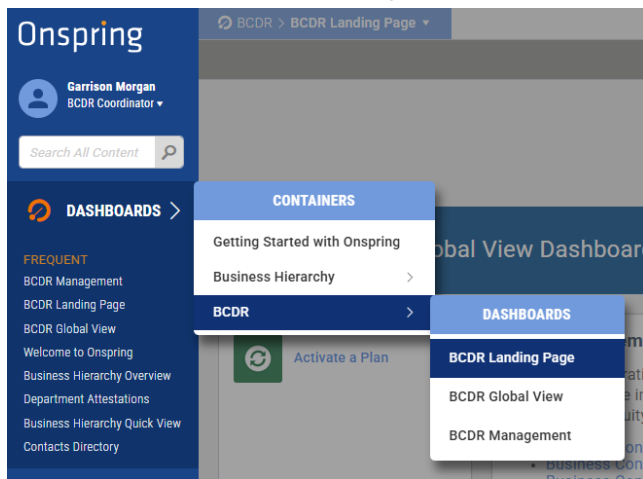 Onspring
BCDR > BCDR Landing Page
Garrison Morgan
BCDR Coordinator
Search All Content
DASHBOARDS
FREQUENT
BCDR Management
BCDR Landing Page
BCDR Global View
Welcome to Onspring
Business Hierarchy Overview
Department Attestations
Business Hierarchy Quick View
Contacts Directory
CONTAINERS
Getting Started with Onspring
Business Hierarchy
BCDR
DASHBOARDS
BCDR Landing Page
BCDR Global View
BCDR Management
obal View Dashboar
Activate a Plan
Business Con